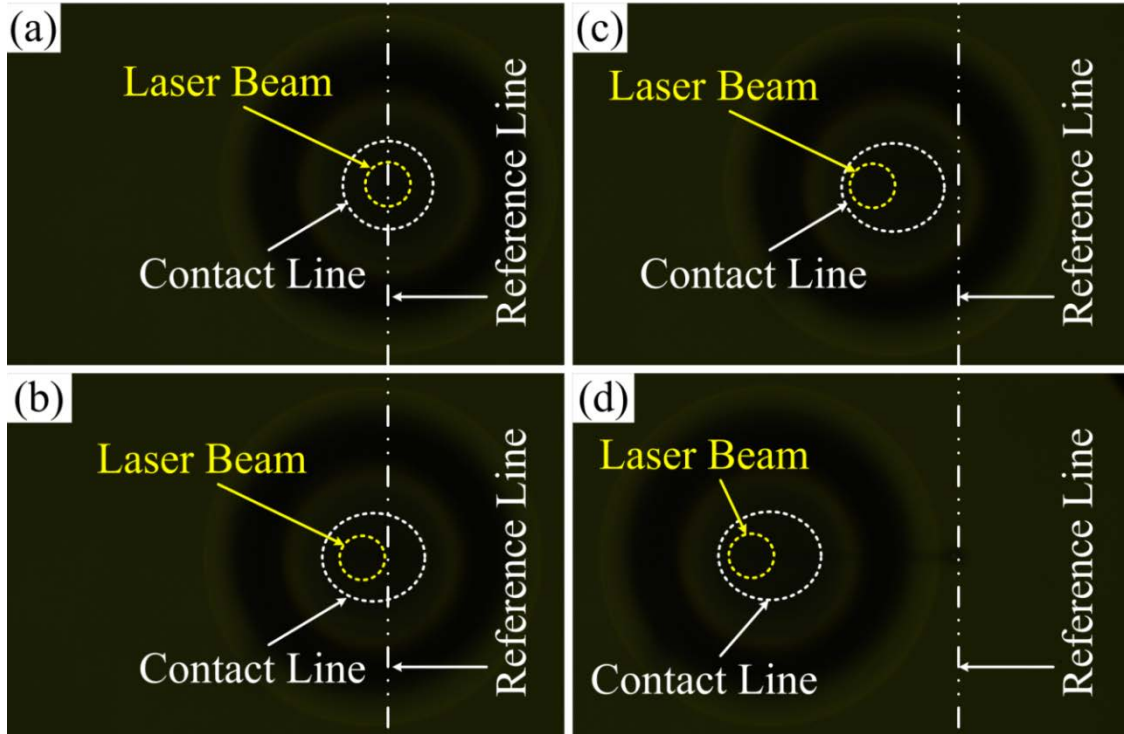 (a)
Laser Beam
Contact Line
Reference Line
(c)
Laser Beam
Contact Line
Reference Line
(b)
Laser Beam
Contact Line
Reference Line
(d)
Laser Beam
Contact Line
Reference Line